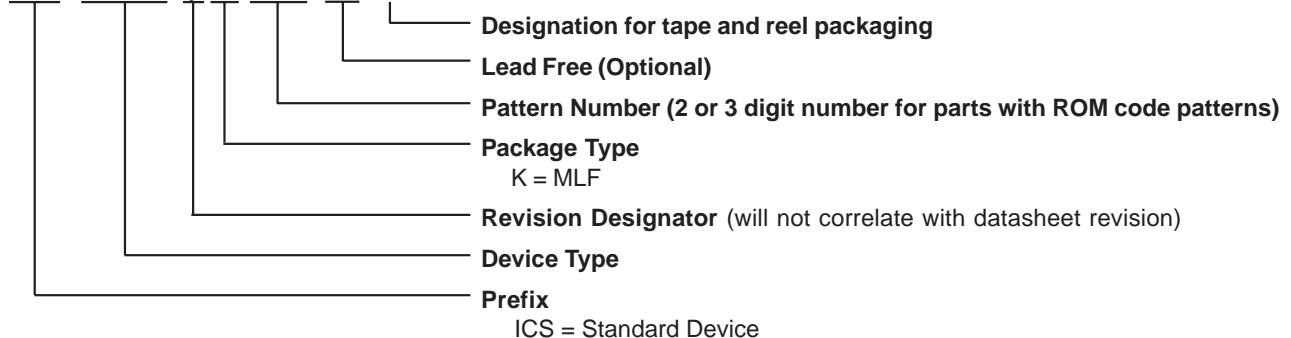 Designation for tape and reel packaging
Lead Free (Optional)
Pattern Number (2 or 3 digit number for parts with ROM code patterns)
Package Type
K = MLF
Revision Designator (will not correlate with datasheet revision)
Device Type
Prefix
ICS = Standard Device